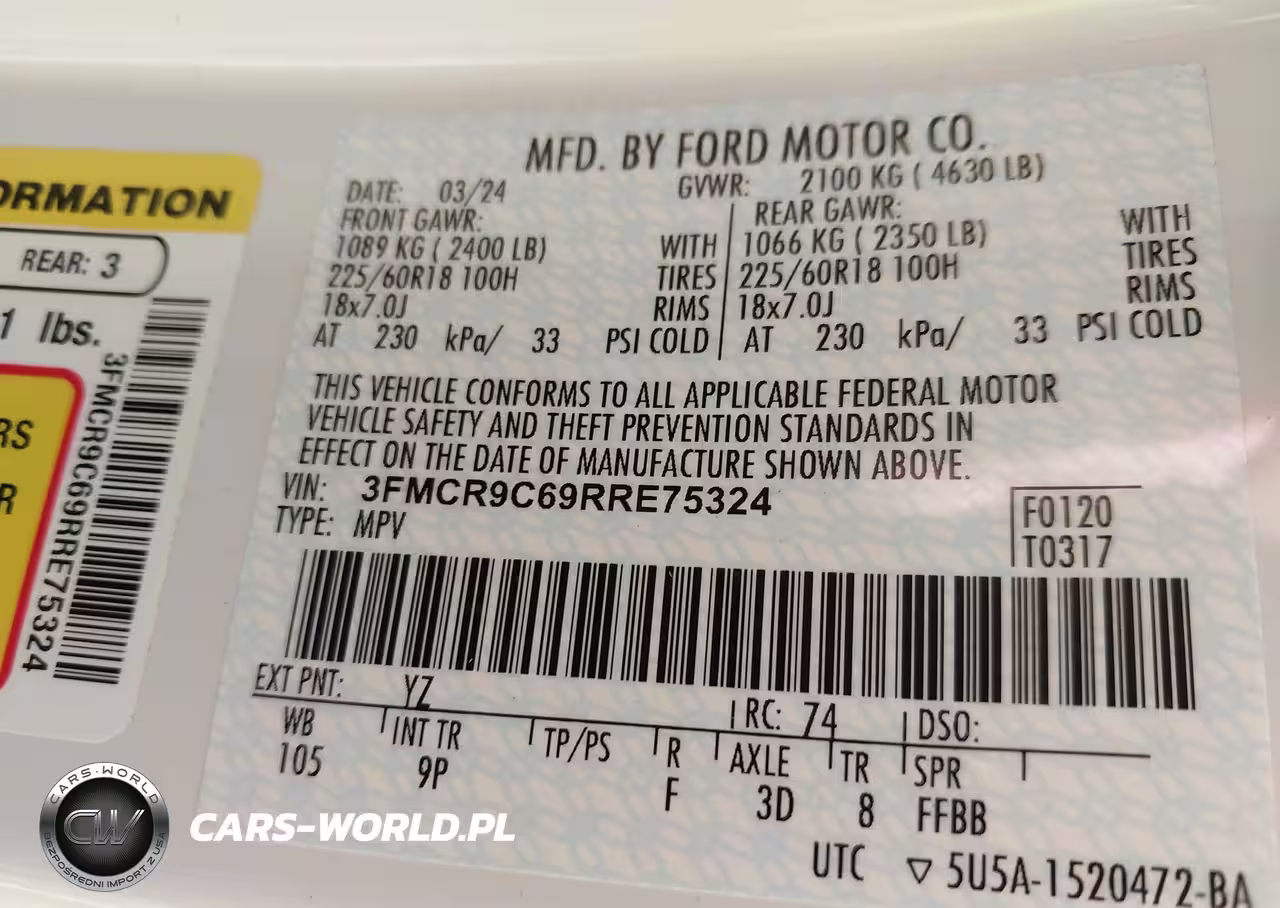 ORMATION
REAR: 3
1 lbs.
RS
R
3FMCR9C69RRE75324
MFD. BY FORD MOTOR CO.
DATE: 03/24 GVWR: 2100 KG ( 4630 LB)
FRONT GAWR: REAR GAWR:
1089 KG ( 2400 LB) WITH 1066 KG ( 2350 LB) WITH
225/60R18 100H TIRES 225/60R18 100H TIRES
18x7.0J RIMS 18x7.0J RIMS
AT 230 kPa/ 33 PSI COLD AT 230 kPa/ 33 PSI COLD
THIS VEHICLE CONFORMS TO ALL APPLICABLE FEDERAL MOTOR
VEHICLE SAFETY AND THEFT PREVENTION STANDARDS IN
EFFECT ON THE DATE OF MANUFACTURE SHOWN ABOVE.
VIN: 3FMCR9C69RRE75324
TYPE: MPV
F0120
T0317
EXT PNT: YZ RC: 74 DSO:
WB INT TR TP/PS R AXLE TR SPR
105 9P F 3D 8 FFBB
UTC ▽ 5U5A-1520472-BA
CARS-WORLD
CW
BEZPOŚREDNI IMPORT Z USA
CARS-WORLD.PL